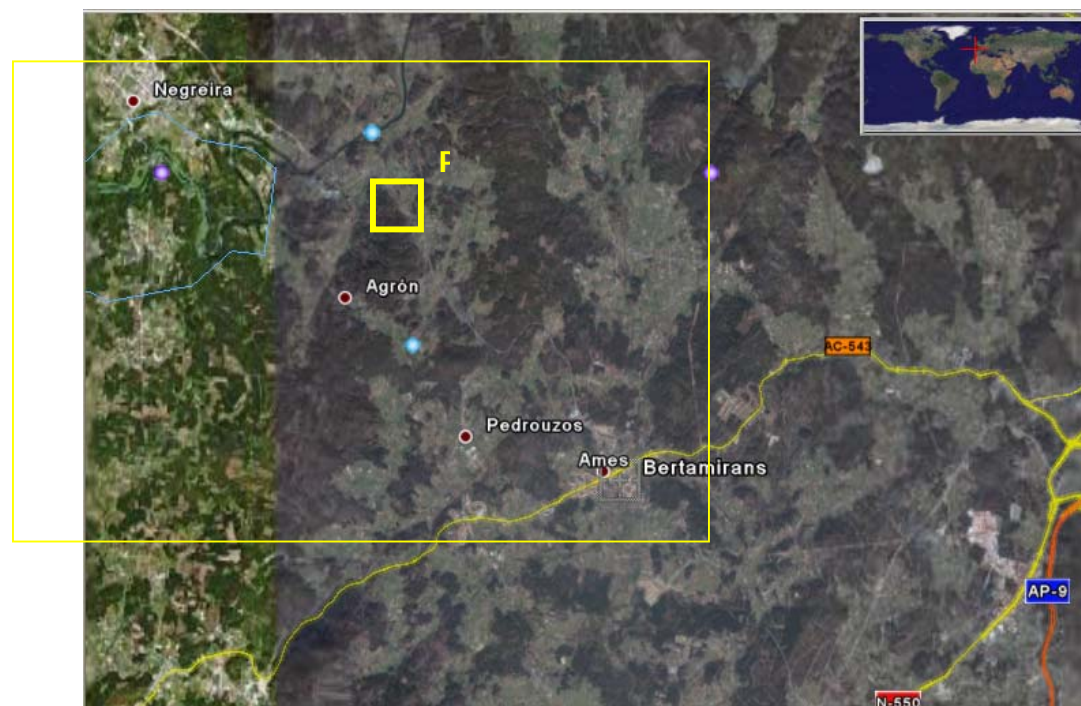 Negreira
F
Agrón
AC-543
Pedrouzos
Ames
Bertamirans
AP-9
N-550